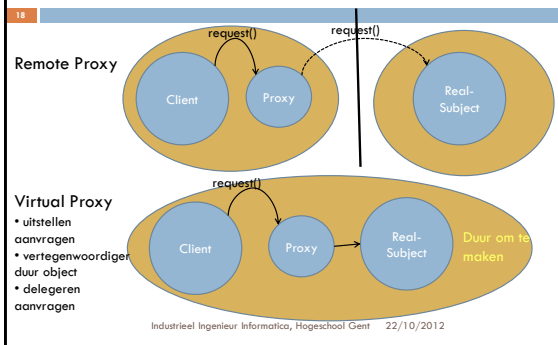 18
request()
request()
Remote Proxy
Client
Proxy
Real-
Subject
Virtual Proxy
request()
• uitstellen
aanvragen
• vertegenwoordiger
duur object
• delegeren
aanvragen
Client
Proxy
Real-
Subject
Duur om te
maken
Industrieel Ingenieur Informatica, Hogeschool Gent 22/10/2012